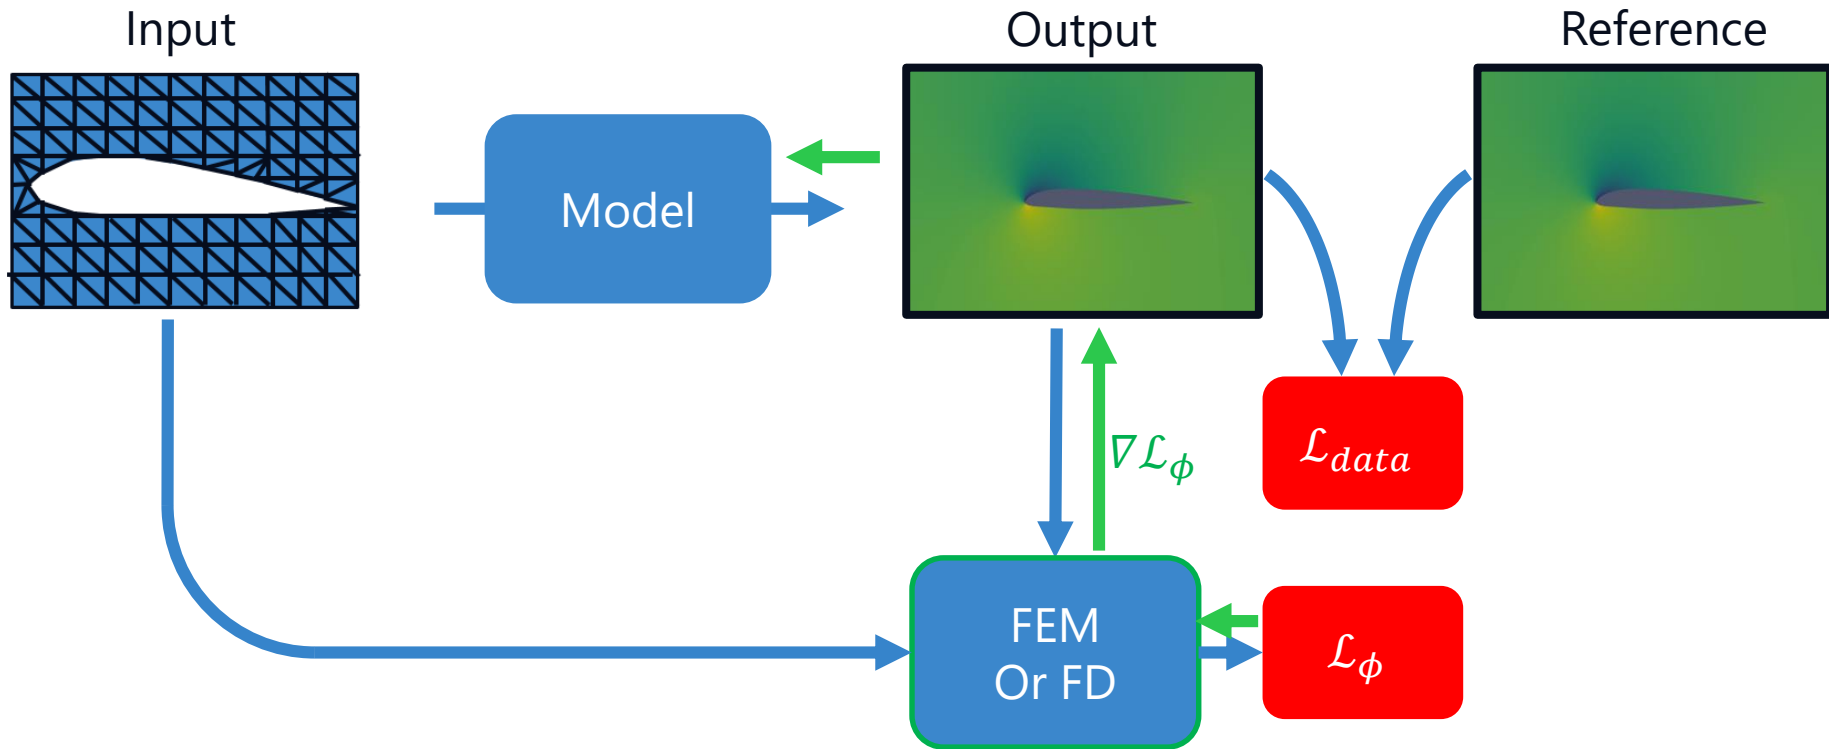 Input
Output
Reference
Model
∇ℒ𝜙
ℒ𝑑𝑎𝑡𝑎
FEM
Or FD
ℒ𝜙